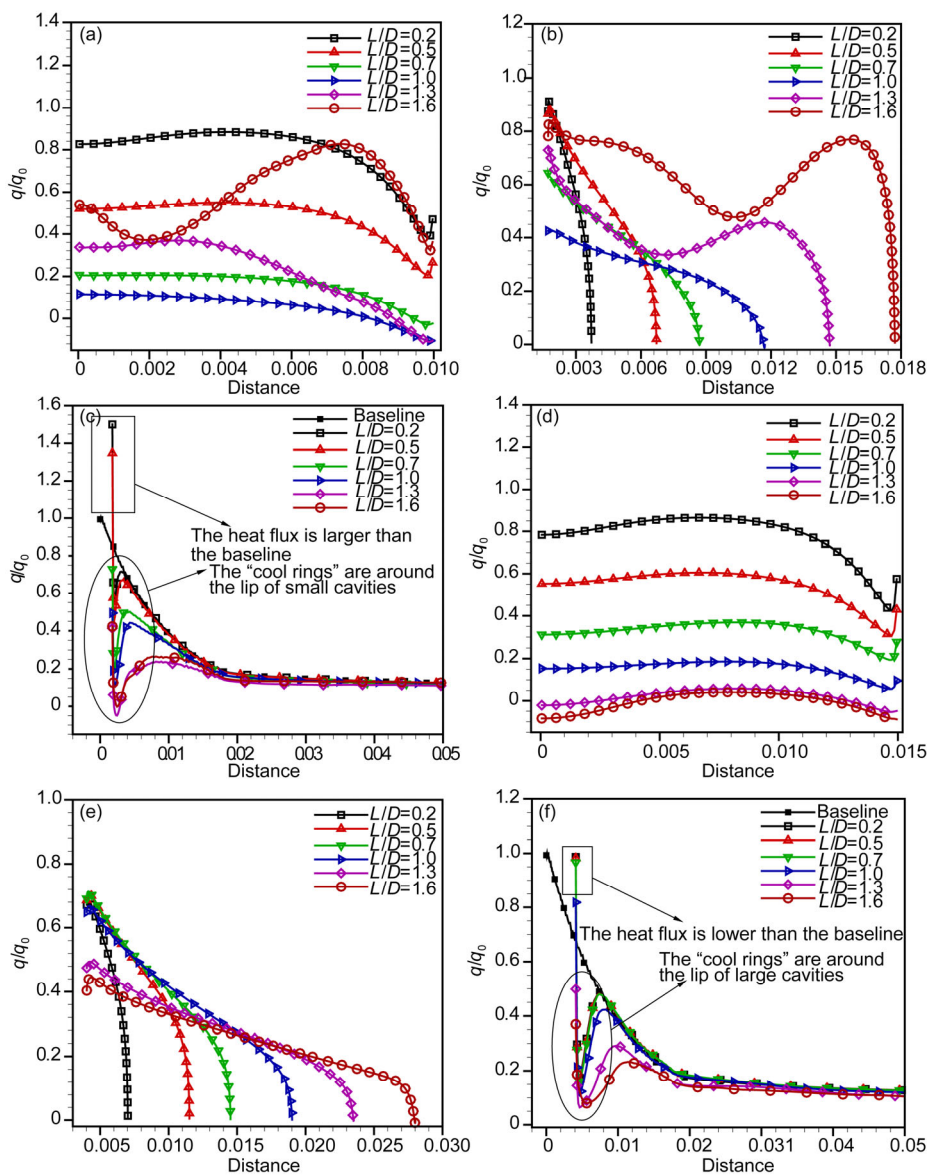 (a)
L/D=0.2
L/D=0.5
L/D=0.7
L/D=1.0
L/D=1.3
L/D=1.6
1.4
1.2
1.0
0.8
0.6
0.4
0.2
0
q/q0
0 0.002 0.004 0.006 0.008 0.010
Distance
(b)
L/D=0.2
L/D=0.5
L/D=0.7
L/D=1.0
L/D=1.3
L/D=1.6
1.2
1.0
0.8
0.6
0.4
0.2
0
q/q0
0.003 0.006 0.009 0.012 0.015 0.018
Distance
(c)
Baseline
L/D=0.2
L/D=0.5
L/D=0.7
L/D=1.0
L/D=1.3
L/D=1.6
The heat flux is larger than
the baseline
The “cool rings” are around
the lip of small cavities
1.6
1.4
1.2
1.0
0.8
0.6
0.4
0.2
0
q/q0
0 0.01 0.02 0.03 0.04 0.05
Distance
(d)
L/D=0.2
L/D=0.5
L/D=0.7
L/D=1.0
L/D=1.3
L/D=1.6
1.4
1.2
1.0
0.8
0.6
0.4
0.2
0
q/q0
0 0.005 0.010 0.015
Distance
(e)
L/D=0.2
L/D=0.5
L/D=0.7
L/D=1.0
L/D=1.3
L/D=1.6
1.0
0.8
0.6
0.4
0.2
0
q/q0
0.005 0.010 0.015 0.020 0.025 0.030
Distance
(f)
Baseline
L/D=0.2
L/D=0.5
L/D=0.7
L/D=1.0
L/D=1.3
L/D=1.6
The heat flux is lower than the baseline
The “cool rings” are around
the lip of large cavities
1.2
1.0
0.8
0.6
0.4
0.2
0
q/q0
0 0.01 0.02 0.031 0.04 0.05
Distance